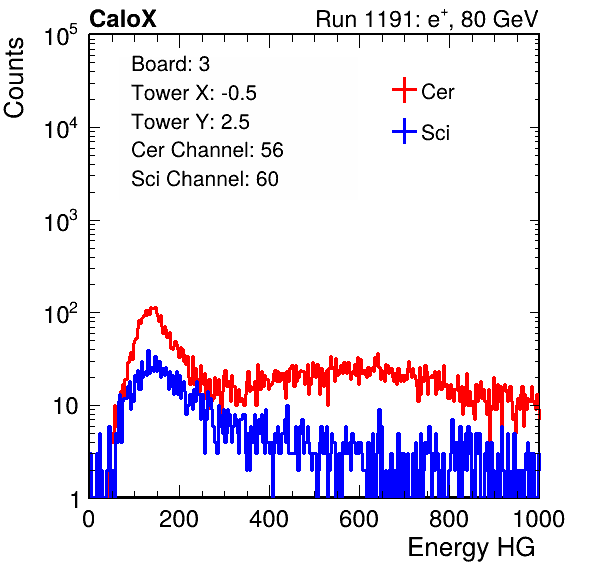 CaloX Run 1191: e⁺, 80 GeV
Counts
10⁵
10⁴
10³
10²
10
1
Board: 3
Tower X: -0.5
Tower Y: 2.5
Cer Channel: 56
Sci Channel: 60
Cer
Sci
0 200 400 600 800 1000
Energy HG